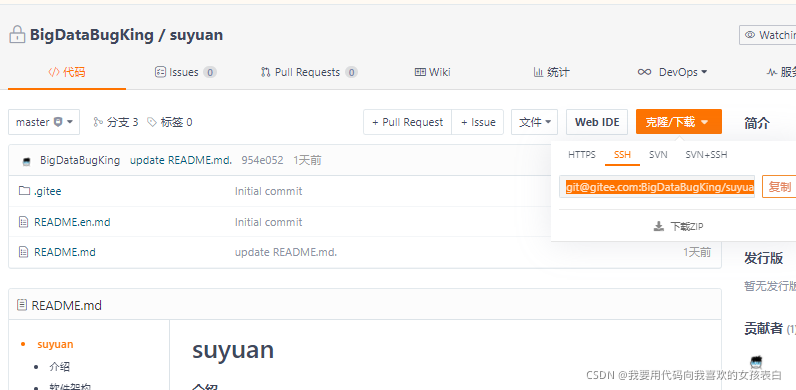 BigDataBugKing / suyuan
Watchin
代码 Issues 0 Pull Requests 0 Wiki 统计 DevOps 服务
master 分支 3 标签 0 + Pull Request + Issue 文件 Web IDE 克隆/下载 简介
HTTPS SSH SVN SVN+SSH
BigDataBugKing update README.md. 954e052 1天前
git@gitee.com:BigDataBugKing/suyua 复制
.gitee Initial commit
README.en.md Initial commit
下载ZIP
README.md update README.md. 1天前
发行版
暂无发行版
README.md
贡献者 (1)
suyuan
介绍
软件架构
suyuan
介绍
CSDN @我要用代码向我喜欢的女孩表白